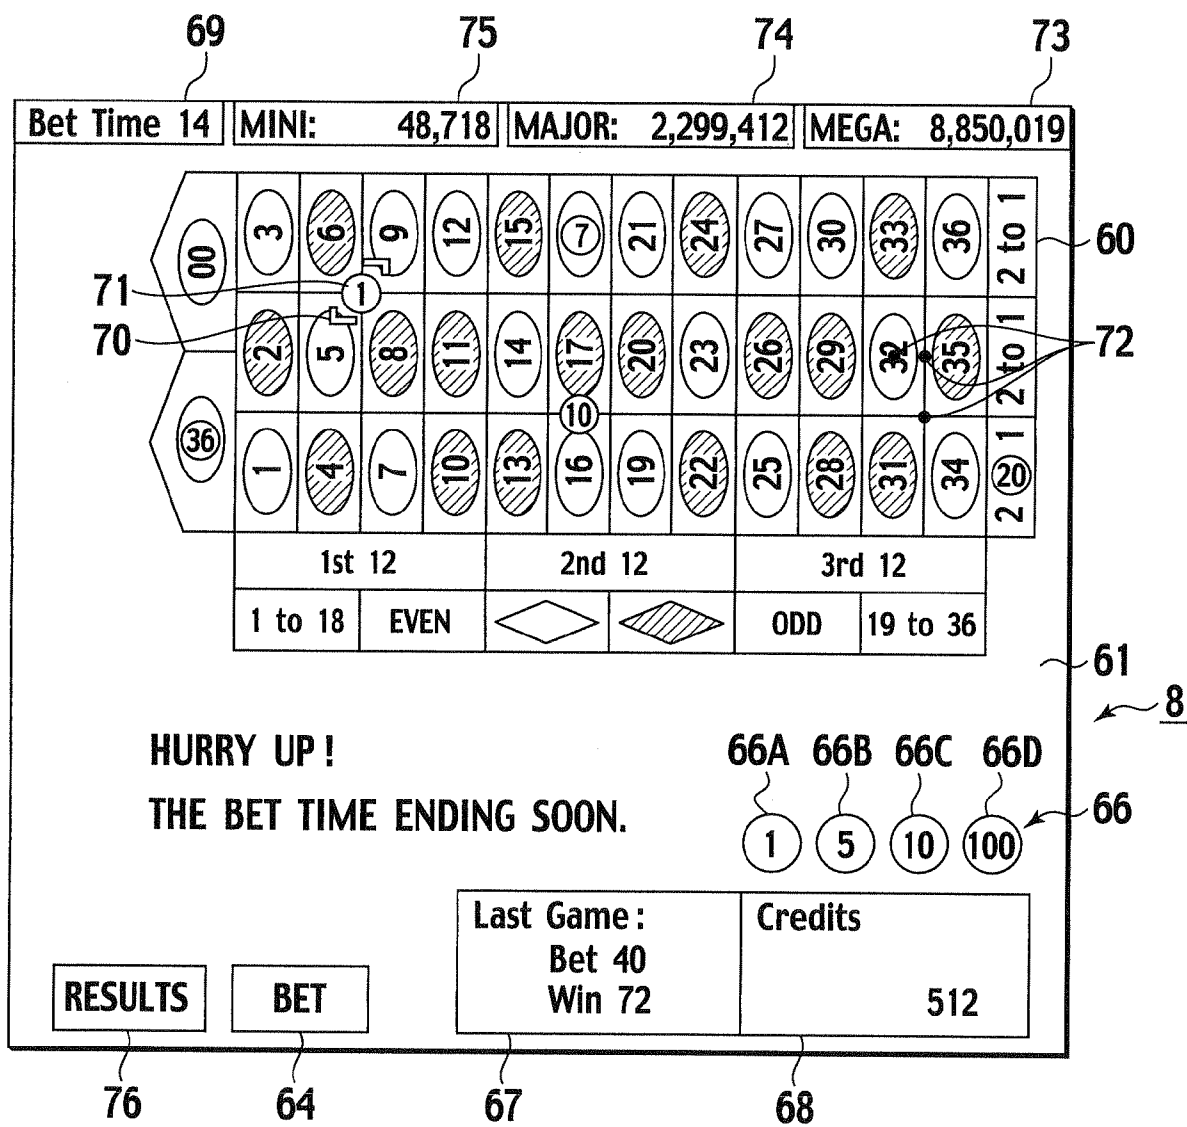 69 75 74 73
Bet Time 14 MINI: 48,718 MAJOR: 2,299,412 MEGA: 8,850,019
00 3 6 9 12 15 7 21 24 27 30 33 36 2 to 1 60
71 1
70 2 5 8 11 14 17 20 23 26 29 32 35 2 to 1 72
10
36 1 4 7 10 13 16 19 22 25 28 31 34 2 20 1
1st 12 2nd 12 3rd 12
1 to 18 EVEN ODD 19 to 36
61
8
HURRY UP!
66A 66B 66C 66D
THE BET TIME ENDING SOON.
66
1 5 10 100
Last Game: Credits
Bet 40
Win 72 512
RESULTS BET
76 64 67 68